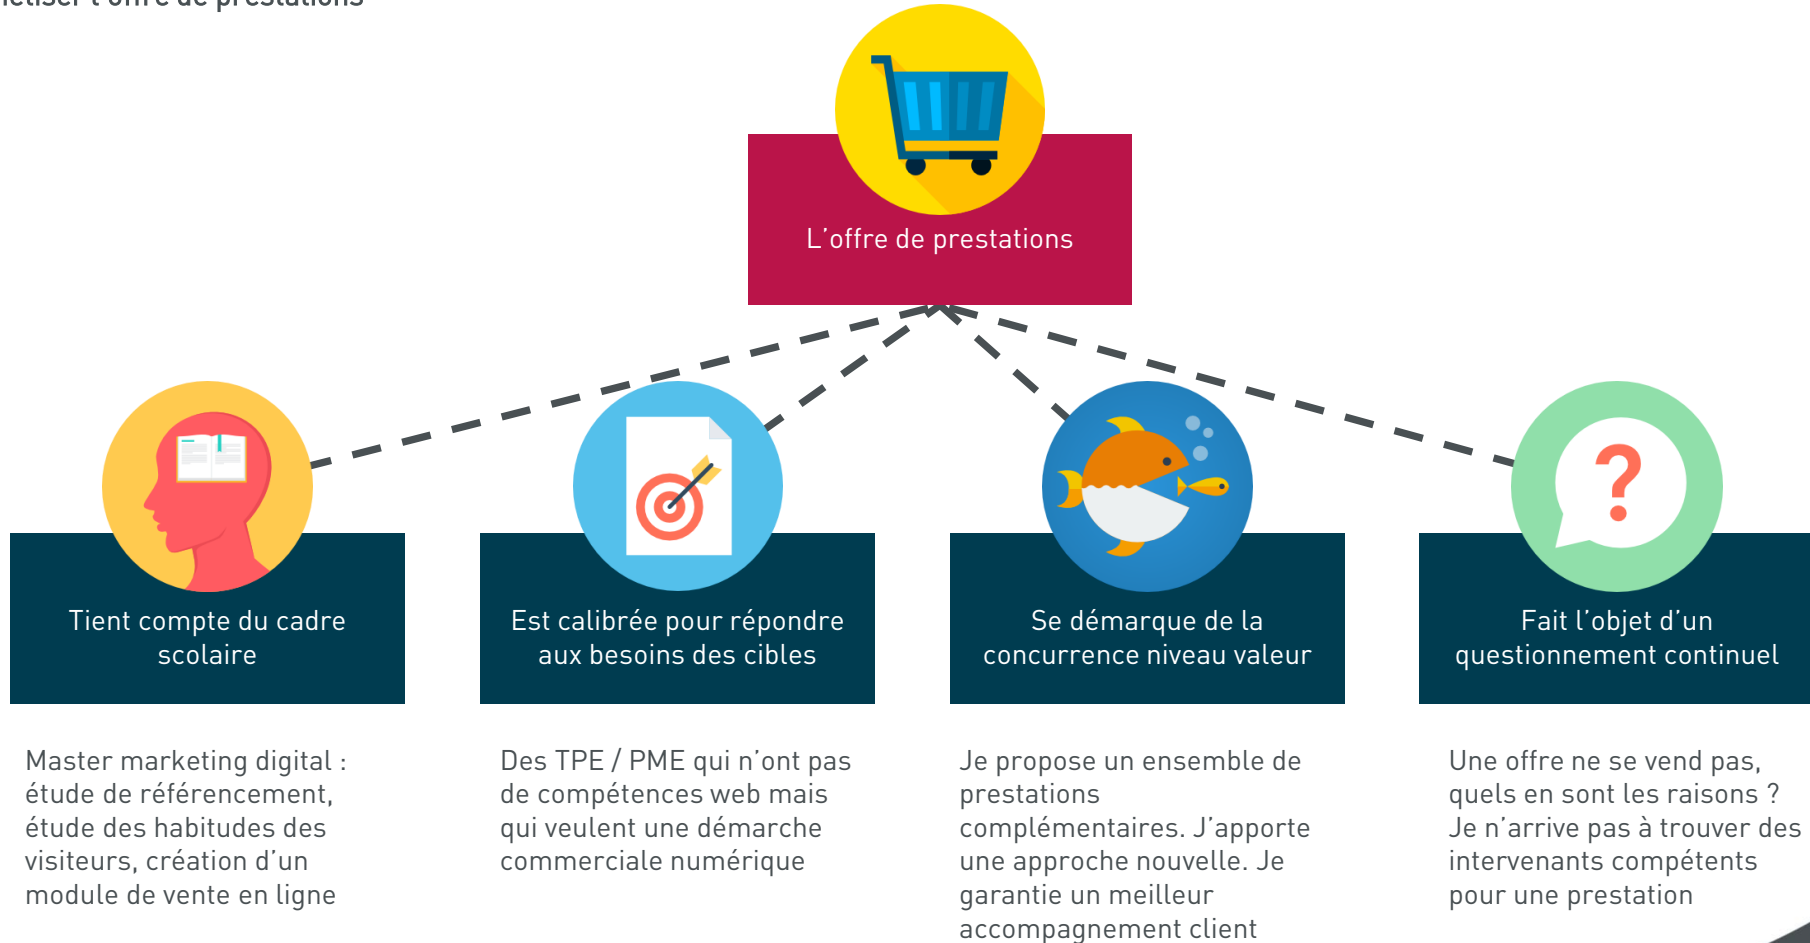 l'offre de prestations
L'offre de prestations
Tient compte du cadre
scolaire
Est calibrée pour répondre
aux besoins des cibles
Se démarque de la
concurrence niveau valeur
Fait l'objet d'un
questionnement continuel
Master marketing digital :
étude de référencement,
étude des habitudes des
visiteurs, création d'un
module de vente en ligne
Des TPE / PME qui n'ont pas
de compétences web mais
qui veulent une démarche
commerciale numérique
Je propose un ensemble de
prestations
complémentaires. J'apporte
une approche nouvelle. Je
garantie un meilleur
accompagnement client
Une offre ne se vend pas,
quels en sont les raisons ?
Je n'arrive pas à trouver des
intervenants compétents
pour une prestation
?